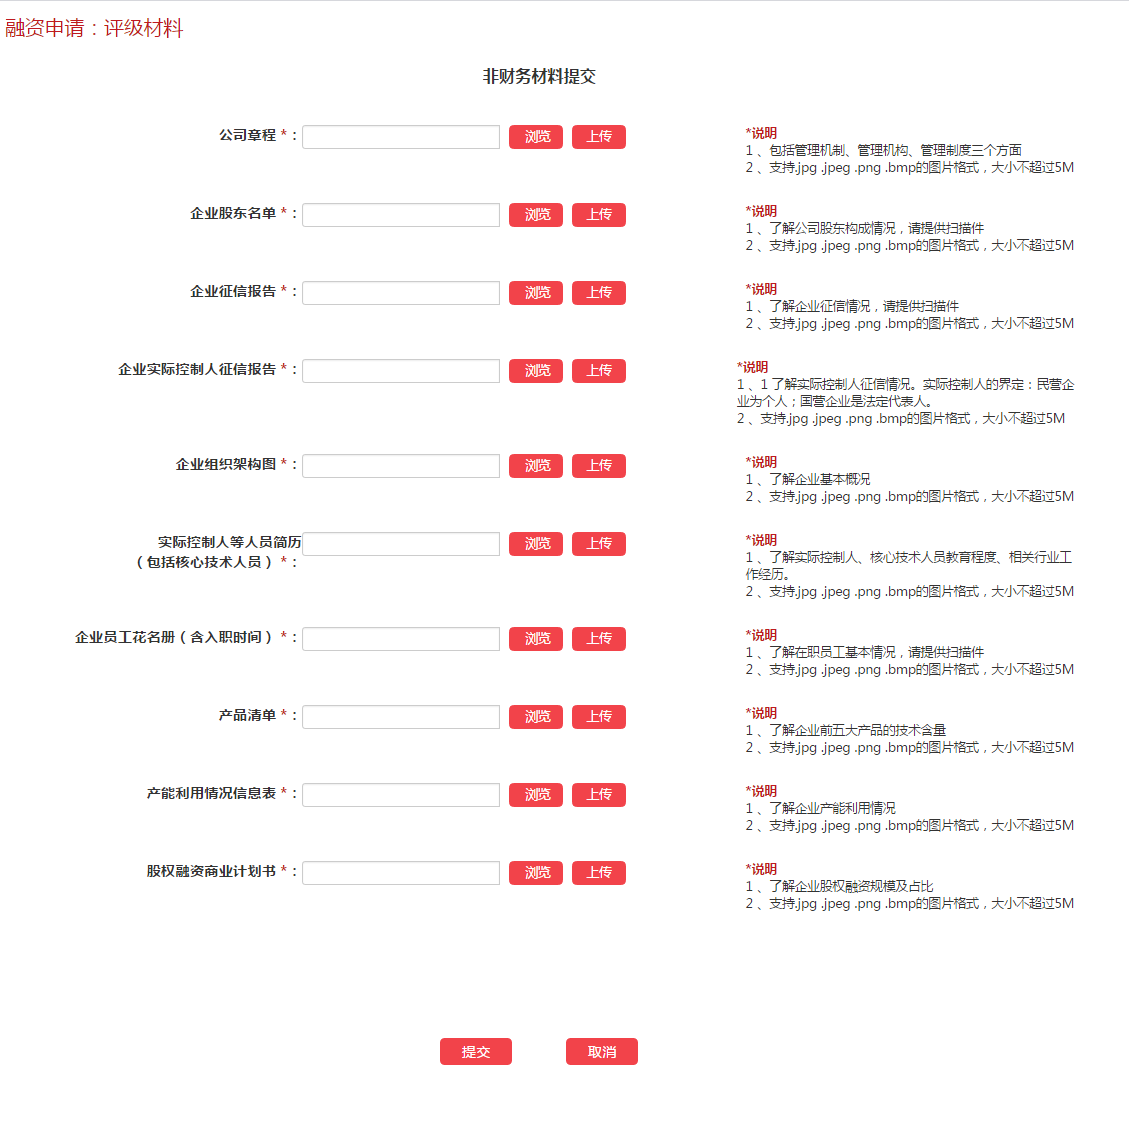 融资申请：评级材料
非财务材料提交
公司章程 *： 浏览 上传
*说明
1 、包括管理机制、管理机构、管理制度三个方面
2 、支持.jpg .jpeg .png .bmp的图片格式，大小不超过5M
企业股东名单 *： 浏览 上传
*说明
1 、了解公司股东构成情况，请提供扫描件
2 、支持.jpg .jpeg .png .bmp的图片格式，大小不超过5M
企业征信报告 *： 浏览 上传
*说明
1 、了解企业征信情况，请提供扫描件
2 、支持.jpg .jpeg .png .bmp的图片格式，大小不超过5M
企业实际控制人征信报告 *： 浏览 上传
*说明
1 、1 了解实际控制人征信情况。实际控制人的界定：民营企
业为个人；国营企业是法定代表人。
2 、支持.jpg .jpeg .png .bmp的图片格式，大小不超过5M
企业组织架构图 *： 浏览 上传
*说明
1 、了解企业基本概况
2 、支持.jpg .jpeg .png .bmp的图片格式，大小不超过5M
实际控制人等人员简历
（包括核心技术人员） *： 浏览 上传
*说明
1 、了解实际控制人、核心技术人员教育程度、相关行业工
作经历。
2 、支持.jpg .jpeg .png .bmp的图片格式，大小不超过5M
企业员工花名册（含入职时间） *： 浏览 上传
*说明
1 、了解在职员工基本情况，请提供扫描件
2 、支持.jpg .jpeg .png .bmp的图片格式，大小不超过5M
产品清单 *： 浏览 上传
*说明
1 、了解企业前五大产品的技术含量
2 、支持.jpg .jpeg .png .bmp的图片格式，大小不超过5M
产能利用情况信息表 *： 浏览 上传
*说明
1 、了解企业产能利用情况
2 、支持.jpg .jpeg .png .bmp的图片格式，大小不超过5M
股权融资商业计划书 *： 浏览 上传
*说明
1 、了解企业股权融资规模及占比
2 、支持.jpg .jpeg .png .bmp的图片格式，大小不超过5M
提交 取消